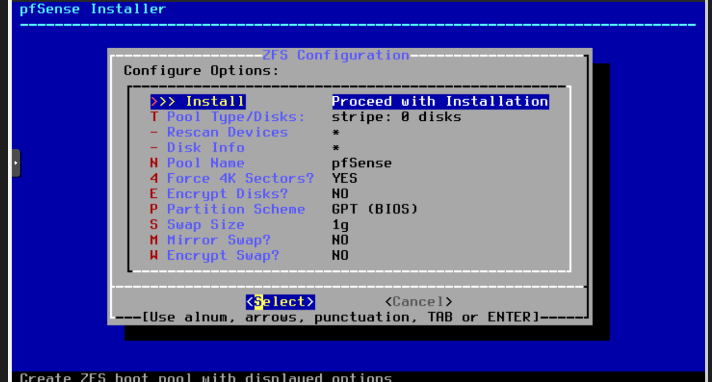 pfSense Installer
ZFS Configuration
Configure Options:
>>> Install Proceed with Installation
T Pool Type/Disks: stripe: 0 disks
- Rescan Devices *
- Disk Info *
N Pool Name pfSense
4 Force 4K Sectors? YES
E Encrypt Disks? NO
P Partition Scheme GPT (BIOS)
S Swap Size 1g
M Mirror Swap? NO
W Encrypt Swap? NO
<Select> <Cancel>
[Use alnum, arrows, punctuation, TAB or ENTER]
Create ZFS boot pool with displayed options